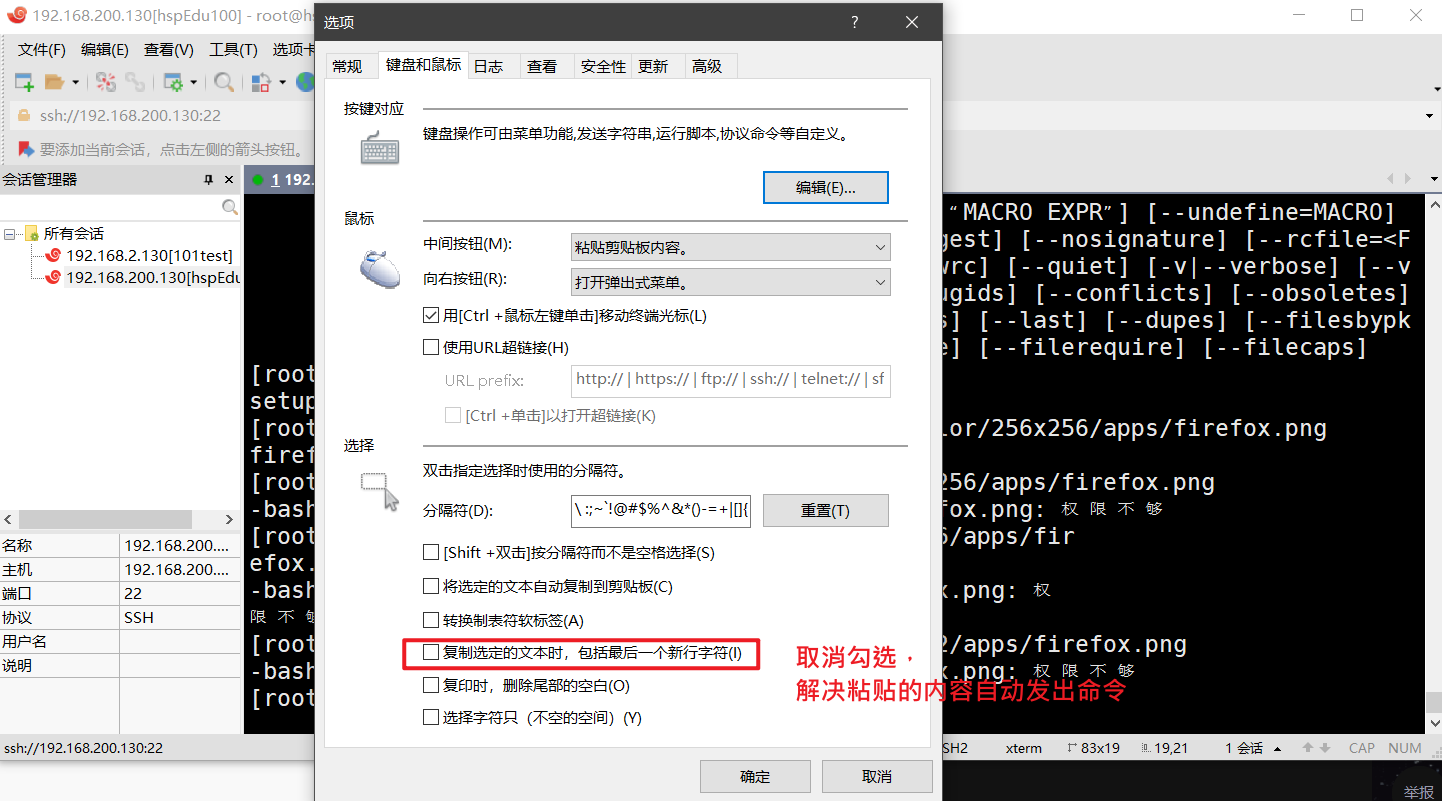 192.168.200.130[hspEdu100] - root@h
选项
文件(F) 编辑(E) 查看(V) 工具(T) 选项卡
常规 键盘和鼠标 日志 查看 安全性 更新 高级
ssh://192.168.200.130:22
要添加当前会话，点击左侧的箭头按钮。
按键对应
键盘操作可由菜单功能,发送字符串,运行脚本,协议命令等自定义。
编辑(E)...
鼠标
中间按钮(M): 粘贴剪贴板内容。
向右按钮(R): 打开弹出式菜单。
用[Ctrl +鼠标左键单击]移动终端光标(L)
使用URL超链接(H)
URL prefix: http:// | https:// | ftp:// | ssh:// | telnet:// | sf
[Ctrl +单击]以打开超链接(K)
选择
双击指定选择时使用的分隔符。
分隔符(D): \ :;~`!@#$%^&*()-=+|[]{ 重置(T)
[Shift +双击]按分隔符而不是空格选择(S)
将选定的文本自动复制到剪贴板(C)
转换制表符软标签(A)
复制选定的文本时，包括最后一个新行字符(I)
复印时，删除尾部的空白(O)
选择字符只（不空的空间）(Y)
确定 取消
取消勾选，
解决粘贴的内容自动发出命令
会话管理器
所有会话
192.168.2.130[101test]
192.168.200.130[hspEdu
名称 192.168.200....
主机 192.168.200....
端口 22
协议 SSH
用户名
说明
1 192.
[root
setup
[root
firef
[root
-bash
[root
efox.
-bash
限不够
[root
-bash
[root
“MACRO EXPR”] [--undefine=MACRO]
gest] [--nosignature] [--rcfile=<F
wrc] [--quiet] [-v|--verbose] [--v
ugids] [--conflicts] [--obsoletes]
s] [--last] [--dupes] [--filesbypk
e] [--filerequire] [--filecaps]
lor/256x256/apps/firefox.png
256/apps/firefox.png
fox.png: 权限不够
6/apps/fir
x.png: 权
2/apps/firefox.png
x.png: 权限不够
ssh://192.168.200.130:22
SH2 xterm 83x19 19,21 1 会话 CAP NUM
举报